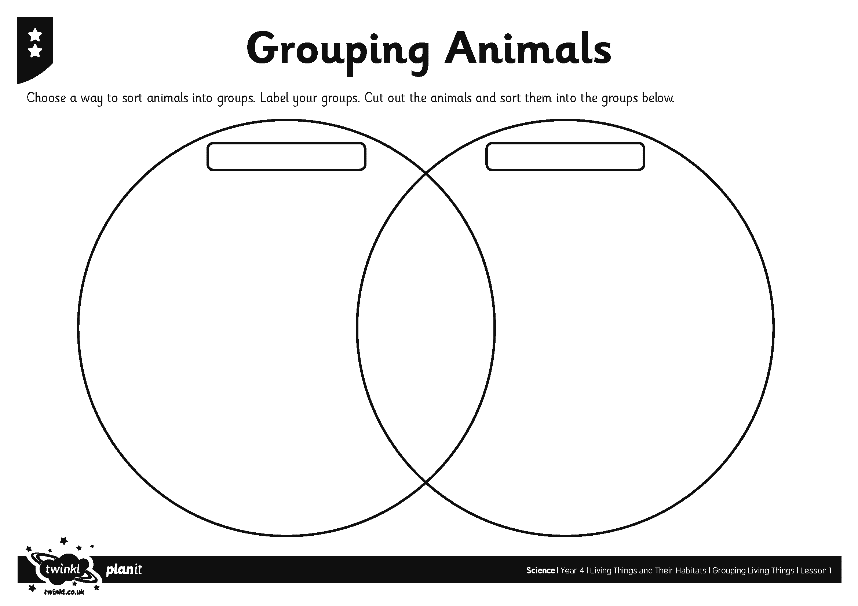 Grouping Animals
Choose a way to sort animals into groups. Label your groups. Cut out the animals and sort them into the groups below.
twinkl
planit
twinkl.co.uk
Science | Year 4 | Living Things and Their Habitats | Grouping Living Things | Lesson 1